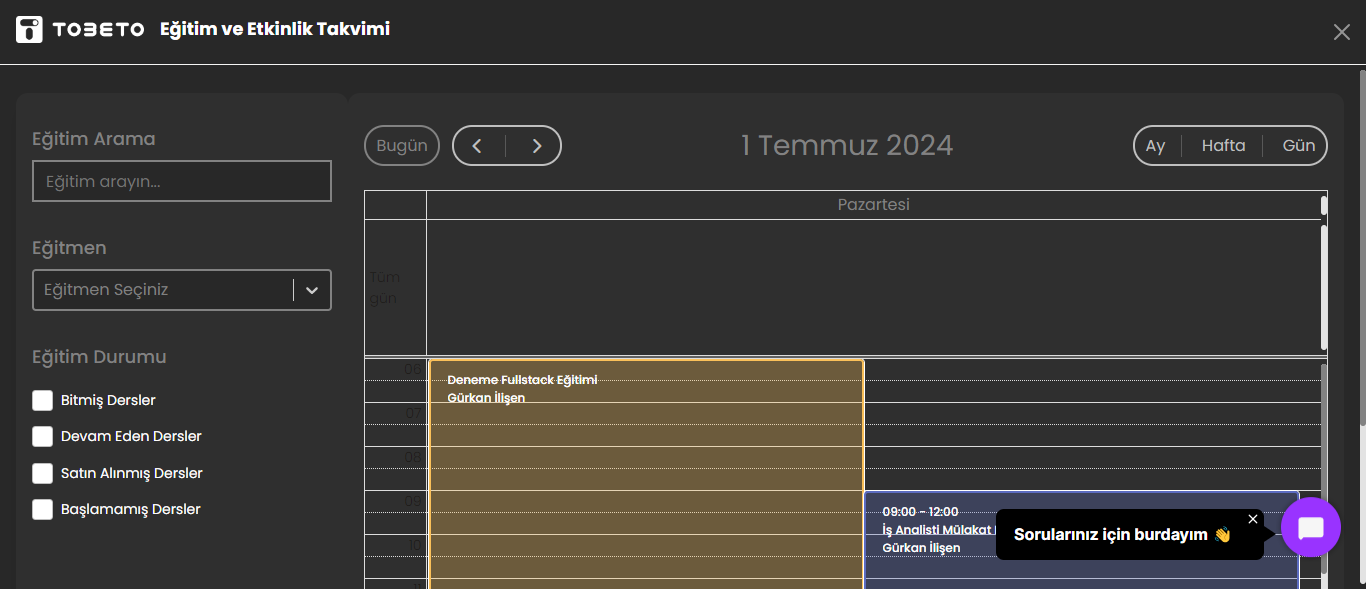 TOBETO Eğitim ve Etkinlik Takvimi
Eğitim Arama
Eğitim arayın...
Eğitmen
Eğitmen Seçiniz
Eğitim Durumu
Bitmiş Dersler
Devam Eden Dersler
Satın Alınmış Dersler
Başlamamış Dersler
Bugün
1 Temmuz 2024
Ay Hafta Gün
Pazartesi
Tüm
gün
06
07
08
09
10
Deneme Fullstack Eğitimi
Gürkan İlişen
09:00 - 12:00
İş Analisti Mülakat
Gürkan İlişen
Sorularınız için burdayım 👋